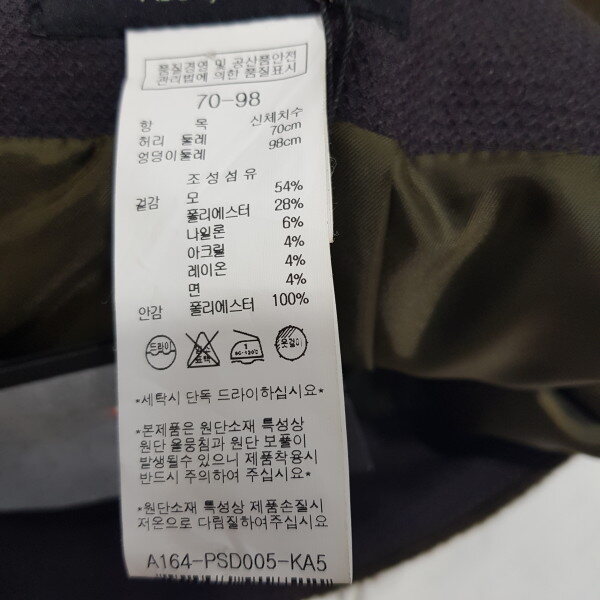 품질경영 및 공산품안전
관리법에 의한 품질표시
70-98
항 목 신체치수
허리 둘레 70cm
엉덩이둘레 98cm
조성섬유
겉감 모 54%
폴리에스터 28%
나일론 6%
아크릴 4%
레이온 4%
면 4%
안감 폴리에스터 100%
드라이 옷걸이
1
80-120℃
*세탁시 단독 드라이하십시요*
*본제품은 원단소재 특성상
원단 올뭉침과 원단 보풀이
발생될수 있으니 제품착용시
반드시 주의하여 주십시요*
*원단소재 특성상 제품손질시
저온으로 다림질하여주십시요*
A164-PSD005-KA5